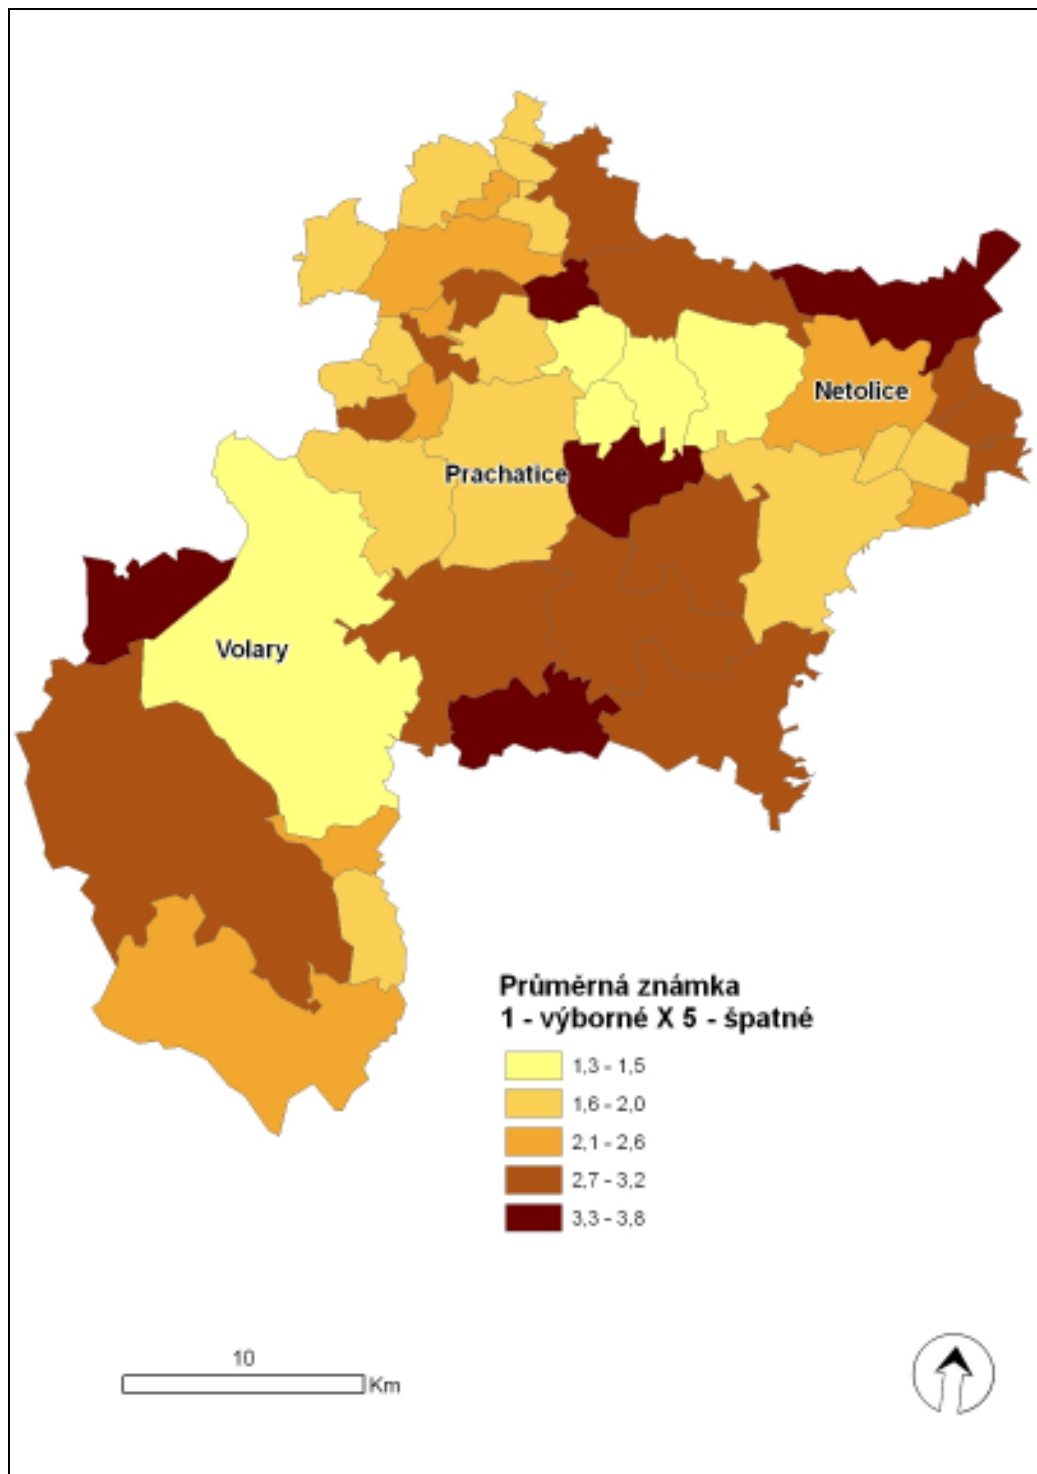 Netolice
Prachatice
Volary
Průměrná známka
1 - výborné X 5 - špatné
1,3 - 1,5
1,6 - 2,0
2,1 - 2,6
2,7 - 3,2
3,3 - 3,8
10
Km